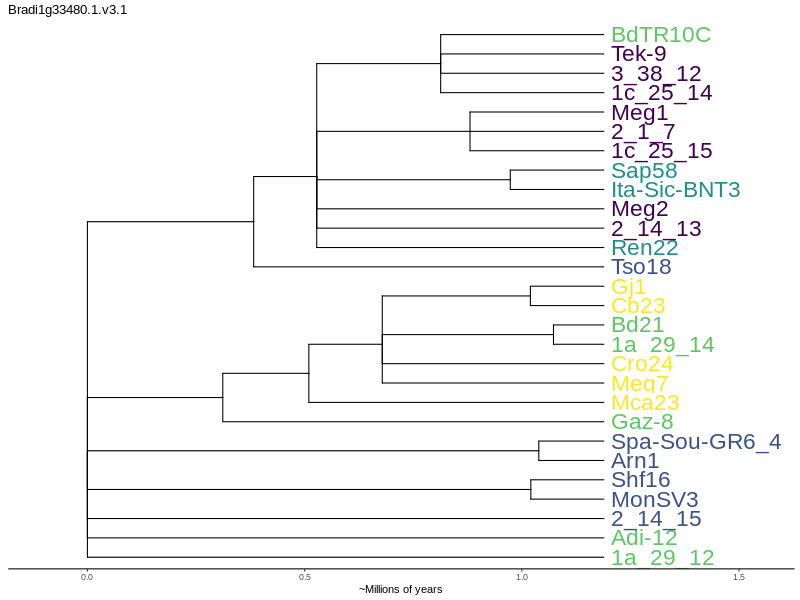 Bradi1g33480.1.v3.1
BdTR10C
Tek-9
3_38_12
1c_25_14
Meg1
2_1_7
1c_25_15
Sap58
Ita-Sic-BNT3
Meg2
2_14_13
Ren22
Tso18
Gj1
Cb23
Bd21
1a_29_14
Cro24
Meg7
Mca23
Gaz-8
Spa-Sou-GR6_4
Arn1
Shf16
MonSV3
2_14_15
Adi-12
1a_29_12
0.0 0.5 1.0 1.5
~Millions of years